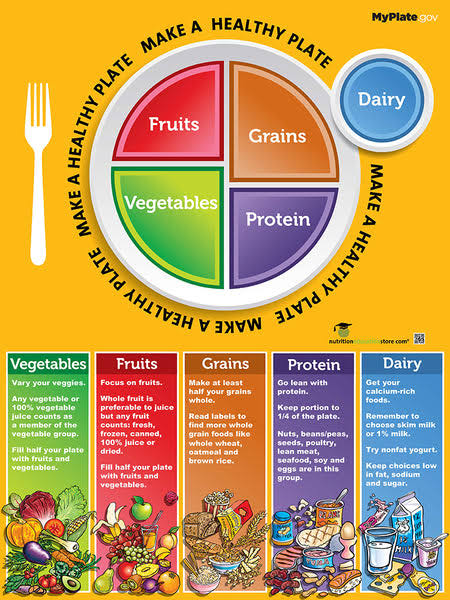 MyPlate.gov
MAKE A HEALTHY PLATE
MAKE A HEALTHY PLATE
MAKE A HEALTHY PLATE
MAKE A HEALTHY PLATE
Dairy
Fruits
Grains
Vegetables
Protein
nutritioneducationstore.com®
Vegetables
Vary your veggies.
Any vegetable or
100% vegetable
juice counts as
a member of the
vegetable group.
Fill half your plate
with fruits and
vegetables.
Fruits
Focus on fruits.
Whole fruit is
preferable to juice
but any fruit
counts: fresh,
frozen, canned,
100% juice or
dried.
Fill half your plate
with fruits and
vegetables.
Grains
Make at least
half your grains
whole.
Read labels to
find more whole
grain foods like
whole wheat,
oatmeal and
brown rice.
Protein
Go lean with
protein.
Keep portion to
1/4 of the plate.
Nuts, beans/peas,
seeds, poultry,
lean meat,
seafood, soy and
eggs are in this
group.
Dairy
Get your
calcium-rich
foods.
Remember to
choose skim milk
or 1% milk.
Try nonfat yogurt.
Keep choices low
in fat, sodium
and sugar.
MILK